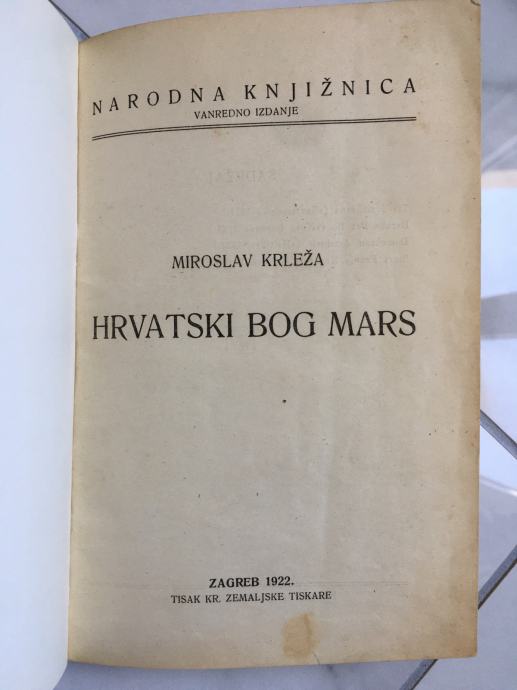 NARODNA KNJIŽNICA
VANREDNO IZDANJE
MIROSLAV KRLEŽA
HRVATSKI BOG MARS
ZAGREB 1922.
TISAK KR. ZEMALJSKE TISKARE